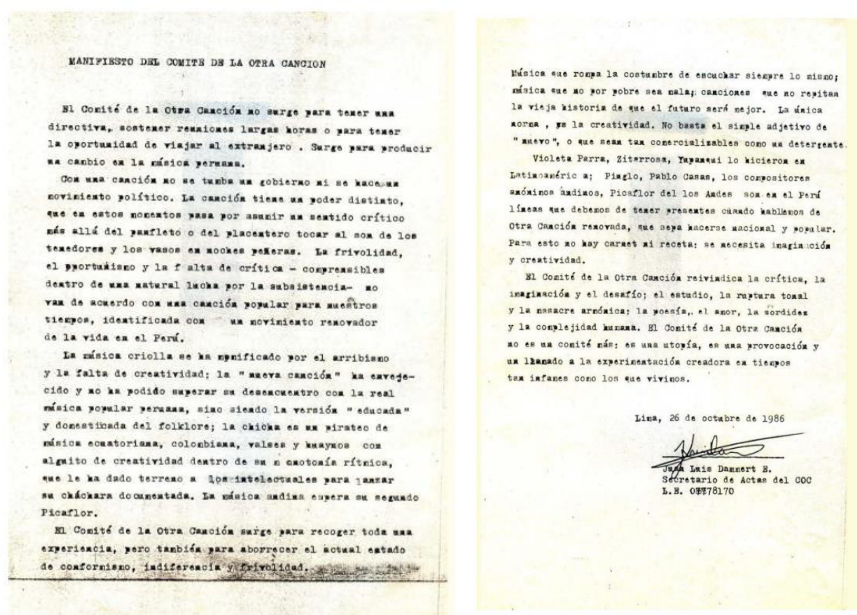 MANIFIESTO DEL COMITE DE LA OTRA CANCION
El Comité de la Otra Canción no surge para tener una
directiva, sostener reuniones largas horas o para tener
la oportunidad de viajar al extranjero . Surge para producir
un cambio en la música peruana.
Con una canción no se tumba un gobierno ni se hace un
movimiento político. La canción tiene un poder distinto,
que en estos momentos pasa por asumir un sentido crítico
más allá del panfleto o del placentero tocar al son de los
tenedores y los vasos en noches peñeras. La frivolidad,
el oportunismo y la f alta de crítica - comprensibles
dentro de una natural lucha por la subsistencia- no
van de acuerdo con una canción popular para nuestros
tiempos, identificada con un movimiento renovador
de la vida en el Perú.
La música criolla se ha momificado por el arribismo
y la falta de creatividad; la "nueva canción" ha enveje-
cido y no ha podido superar su desencuentro con la real
música popular peruana, sino siendo la versión "educada"
y domesticada del folklore; la chicha es un pirateo de
música ecuatoriana, colombiana, valses y huaynos con
alguito de creatividad dentro de su m onotonía rítmica,
que le ha dado terreno a los intelectuales para lanzar
su cháchara documentada. La música andina espera su segundo
Picaflor.
El Comité de la Otra Canción surge para recoger toda una
experiencia, pero también para aborrecer el actual estado
de conformismo, indiferencia y frivolidad.
Música que rompa la costumbre de escuchar siempre lo mismo;
música que no por pobre sea mala; canciones que no repitan
la vieja historia de que el futuro será mejor. La única
norma , es la creatividad. No basta el simple adjetivo de
"nuevo", o que sean tan comercializables como un detergente.
Violeta Parra, Zitarrosa, Yupanqui lo hicieron en
Latinoaméric a; Pinglo, Pablo Casas, los compositores
anónimos andinos, Picaflor del los Andes son en el Perú
líneas que debemos de tener presentes cuando hablemos de
Otra Canción renovada, que sepa hacerse nacional y popular.
Para esto no hay carnet ni receta; se necesita imaginación
y creatividad.
El Comité de la Otra Canción reivindica la crítica, la
imaginación y el desafío; el estudio, la ruptura tonal
y la masacre armónica; la poesía, el amor, la sordidez
y la complejidad humana. El Comité de la Otra Canción
no es un comité más; es una utopía, es una provocación y
un llamado a la experimentación creadora en tiempos
tan infames como los que vivimos.
Lima, 26 de octubre de 1986
Juan Luis Dammert E.
Secretario de Actas del COC
L.E.